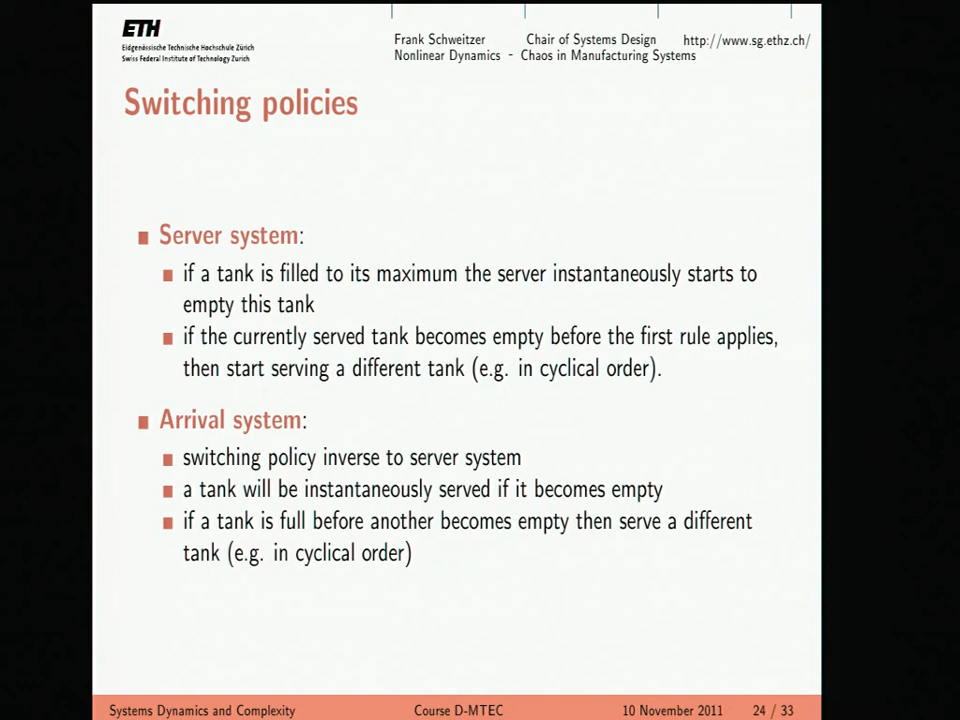 ETH
Eidgenössische Technische Hochschule Zürich
Swiss Federal Institute of Technology Zurich
Frank Schweitzer Chair of Systems Design http://www.sg.ethz.ch/
Nonlinear Dynamics - Chaos in Manufacturing Systems
Switching policies
Server system:
if a tank is filled to its maximum the server instantaneously starts to
empty this tank
if the currently served tank becomes empty before the first rule applies,
then start serving a different tank (e.g. in cyclical order).
Arrival system:
switching policy inverse to server system
a tank will be instantaneously served if it becomes empty
if a tank is full before another becomes empty then serve a different
tank (e.g. in cyclical order)
Systems Dynamics and Complexity Course D-MTEC 10 November 2011 24 / 33